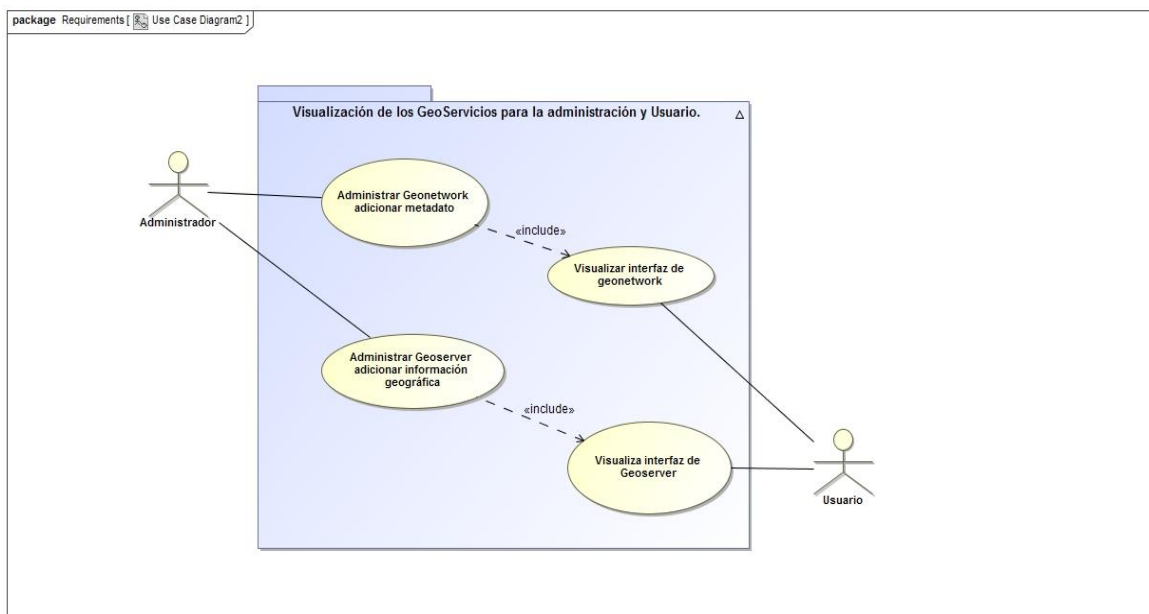 package Requirements [ Use Case Diagram2 ]
Visualización de los GeoServicios para la administración y Usuario.
Administrar Geonetwork
adicionar metadato
Administrador
«include»
Visualizar interfaz de
geonetwork
Administrar Geoserver
adicionar información
geográfica
«include»
Visualiza interfaz de
Geoserver
Usuario